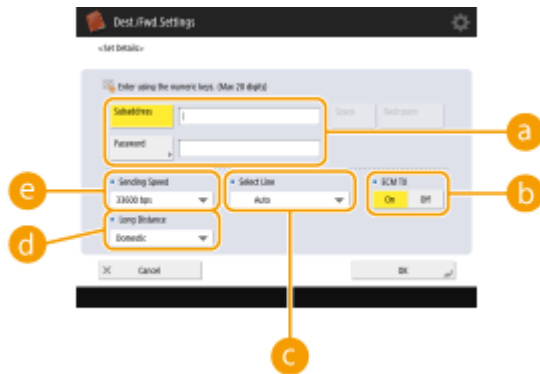 Dest./Fwd.Settings
<Set Details>
Enter using the numeric keys. (Max 20 digits)
Subaddress
Space
Backspace
a
Password
e
Sending Speed
Select Line
ECM TX
b
33600 bps
Auto
On
Off
d
Long Distance
Domestic
Cancel
OK
c